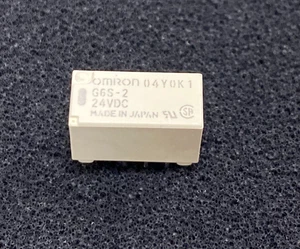 omron 04Y0K1
G6S-2
24VDC
MADE IN JAPAN